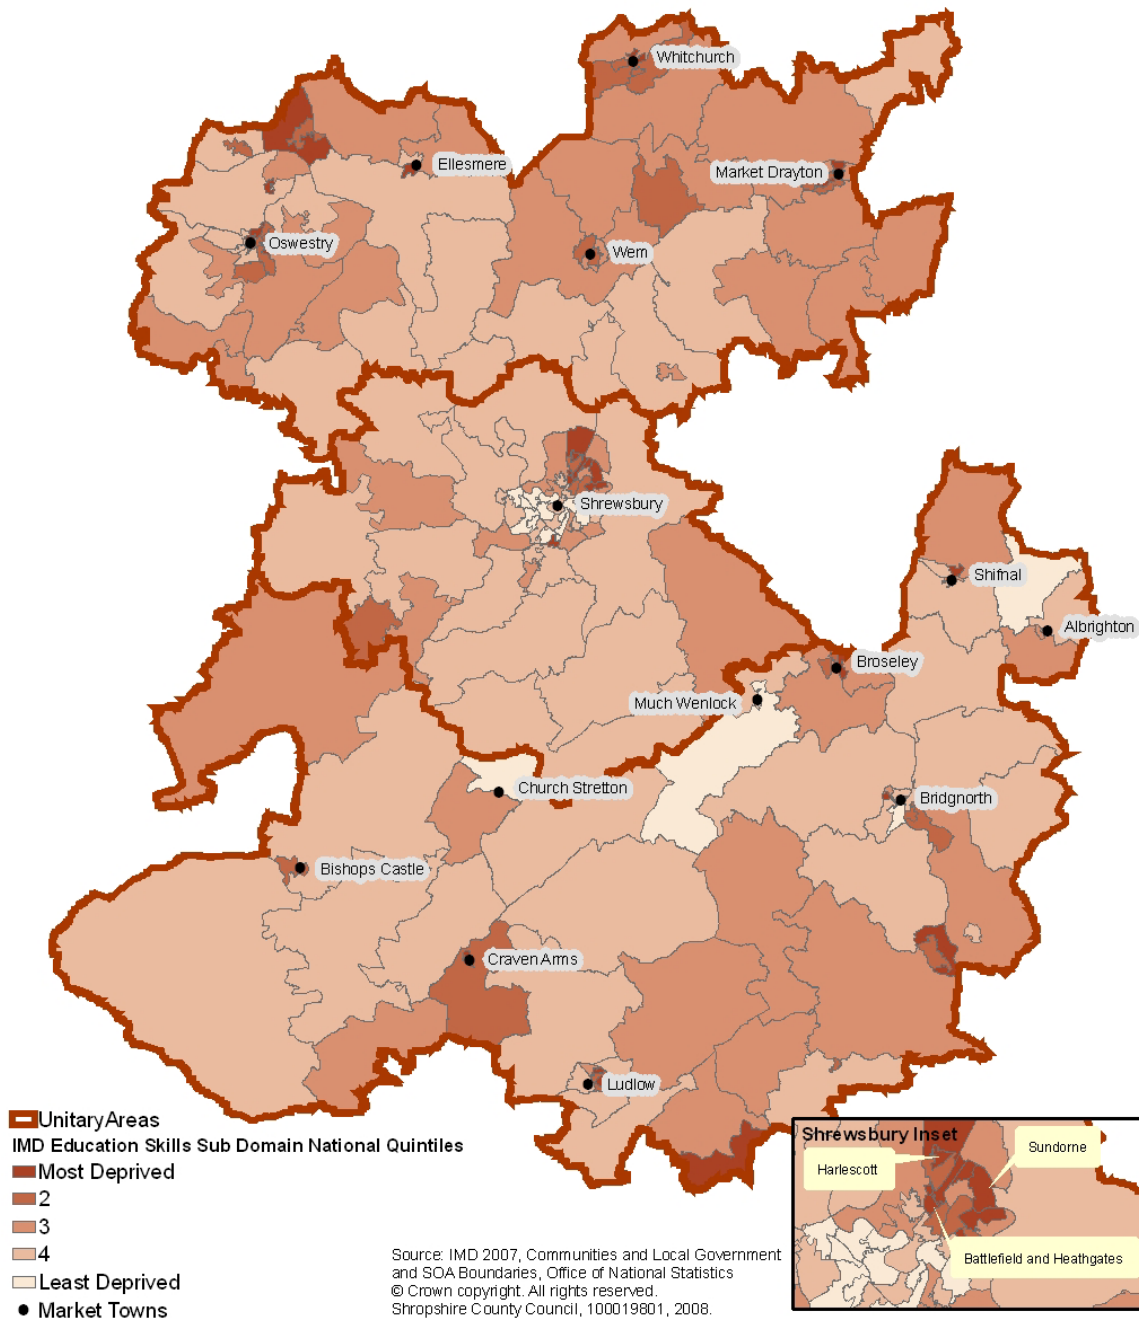 Whitchurch
Ellesmere
Market Drayton
Oswestry
Wem
Shrewsbury
Shifnal
Albrighton
Broseley
Much Wenlock
Church Stretton
Bridgnorth
Bishops Castle
Craven Arms
Ludlow
Unitary Areas
IMD Education Skills Sub Domain National Quintiles
Most Deprived
2
3
4
Least Deprived
Market Towns
Source: IMD 2007, Communities and Local Government
and SOA Boundaries, Office of National Statistics
© Crown copyright. All rights reserved.
Shropshire County Council, 100019801, 2008.
Shrewsbury Inset
Sundorne
Harlescott
Battlefield and Heathgates